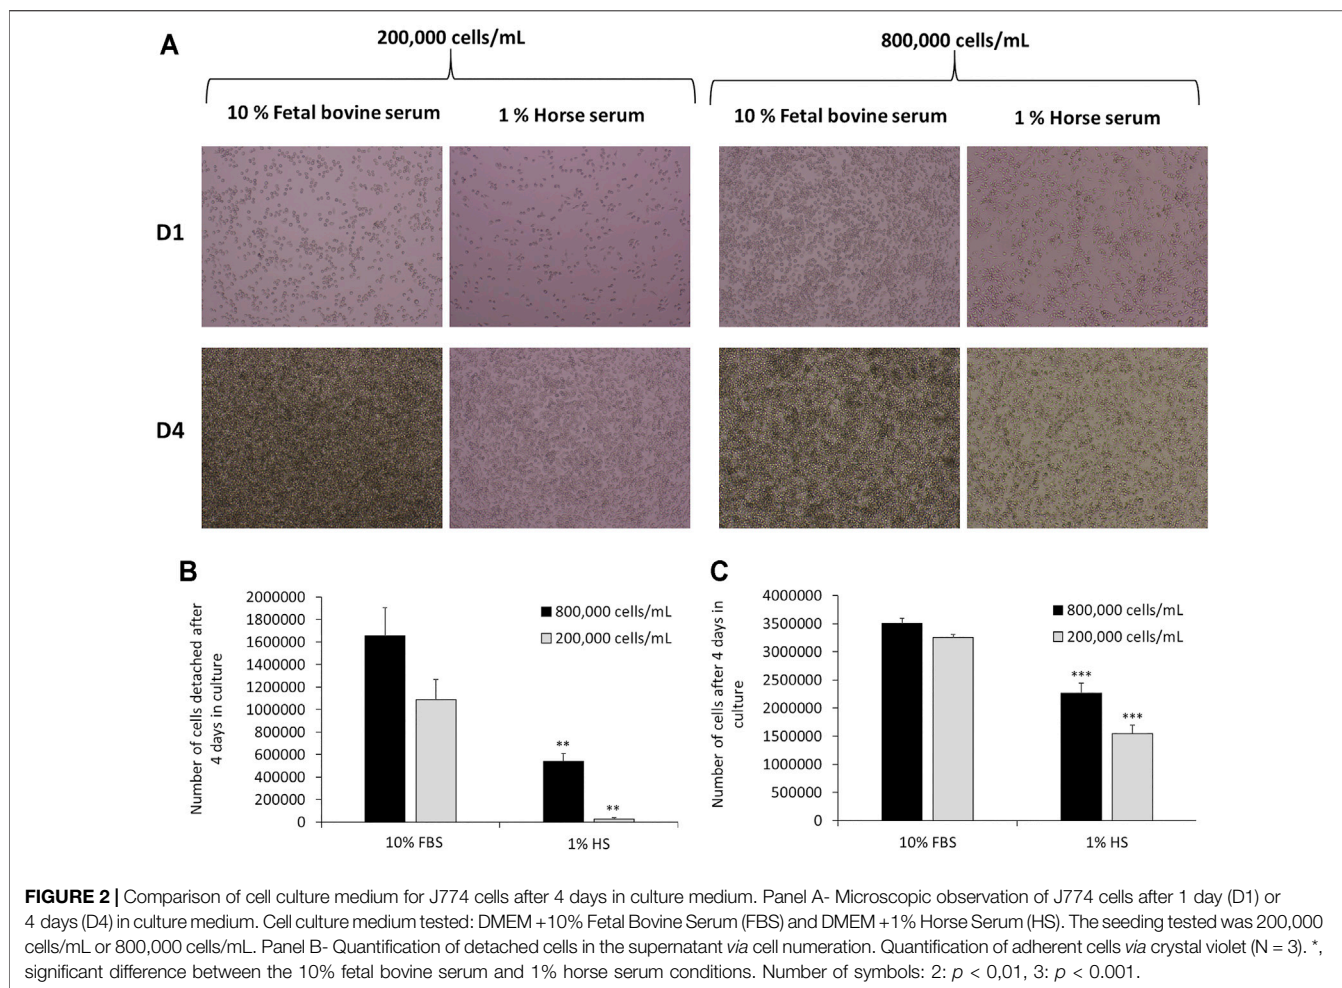 A
200,000 cells/mL
800,000 cells/mL
10 % Fetal bovine serum
1 % Horse serum
10 % Fetal bovine serum
1 % Horse serum
D1
D4
B
Number of cells detached after
4 days in culture
2000000
1800000
1600000
1400000
1200000
1000000
800000
600000
400000
200000
0
800,000 cells/mL
200,000 cells/mL
**
**
10% FBS
1% HS
C
Number of cells after 4 days in
culture
4000000
3500000
3000000
2500000
2000000
1500000
1000000
500000
0
800,000 cells/mL
200,000 cells/mL
***
***
10% FBS
1% HS
FIGURE 2 | Comparison of cell culture medium for J774 cells after 4 days in culture medium. Panel A- Microscopic observation of J774 cells after 1 day (D1) or
4 days (D4) in culture medium. Cell culture medium tested: DMEM +10% Fetal Bovine Serum (FBS) and DMEM +1% Horse Serum (HS). The seeding tested was 200,000
cells/mL or 800,000 cells/mL. Panel B- Quantification of detached cells in the supernatant via cell numeration. Quantification of adherent cells via crystal violet (N = 3). *,
significant difference between the 10% fetal bovine serum and 1% horse serum conditions. Number of symbols: 2: p < 0,01, 3: p < 0.001.